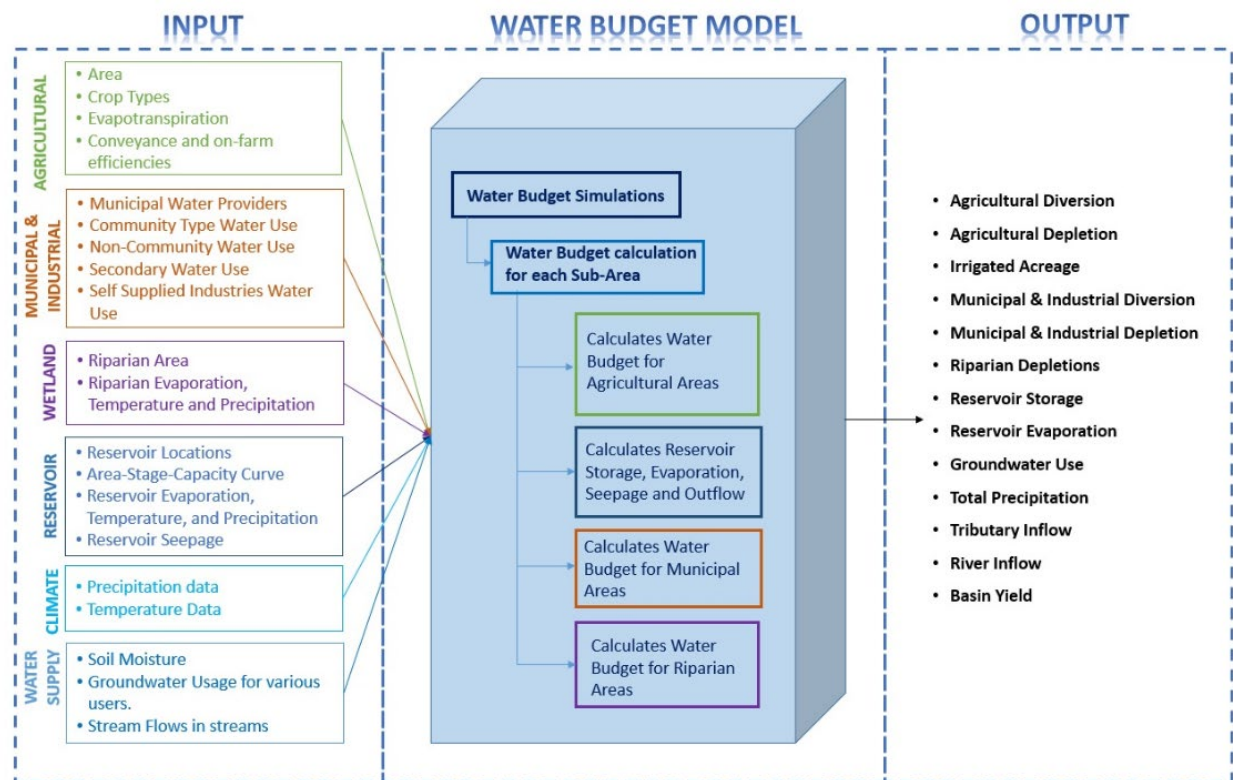 INPUT
WATER BUDGET MODEL
OUTPUT
AGRICULTURAL
• Area
• Crop Types
• Evapotranspiration
• Conveyance and on-farm
efficiencies
MUNICIPAL &
INDUSTRIAL
• Municipal Water Providers
• Community Type Water Use
• Non-Community Water Use
• Secondary Water Use
• Self Supplied Industries Water
Use
WETLAND
• Riparian Area
• Riparian Evaporation,
Temperature and Precipitation
RESERVOIR
• Reservoir Locations
• Area-Stage-Capacity Curve
• Reservoir Evaporation,
Temperature, and Precipitation
• Reservoir Seepage
CLIMATE
• Precipitation data
• Temperature Data
WATER
SUPPLY
• Soil Moisture
• Groundwater Usage for various
users.
• Stream Flows in streams
Water Budget Simulations
Water Budget calculation
for each Sub-Area
Calculates Water
Budget for
Agricultural Areas
Calculates Reservoir
Storage, Evaporation,
Seepage and Outflow
Calculates Water
Budget for Municipal
Areas
Calculates Water
Budget for Riparian
Areas
• Agricultural Diversion
• Agricultural Depletion
• Irrigated Acreage
• Municipal & Industrial Diversion
• Municipal & Industrial Depletion
• Riparian Depletions
• Reservoir Storage
• Reservoir Evaporation
• Groundwater Use
• Total Precipitation
• Tributary Inflow
• River Inflow
• Basin Yield